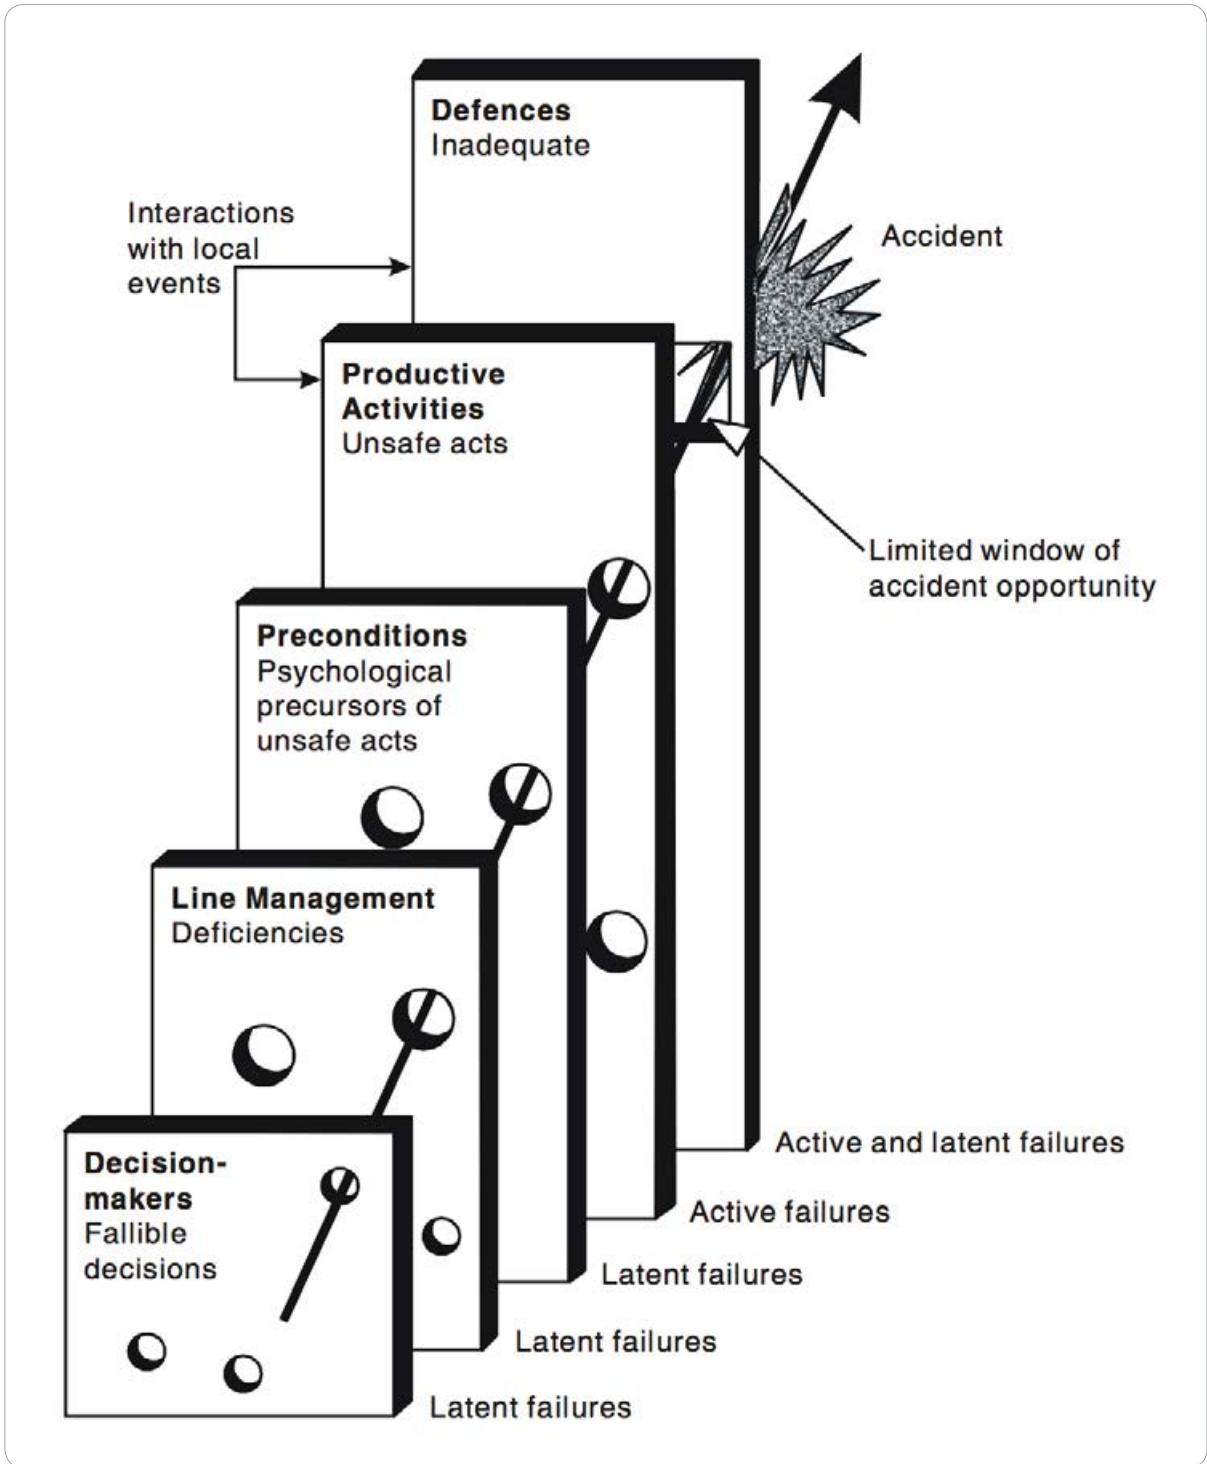 Defences
Inadequate
Interactions
with local
events
Accident
Productive
Activities
Unsafe acts
Limited window of
accident opportunity
Preconditions
Psychological
precursors of
unsafe acts
Line Management
Deficiencies
Decision-
makers
Fallible
decisions
Active and latent failures
Active failures
Latent failures
Latent failures
Latent failures